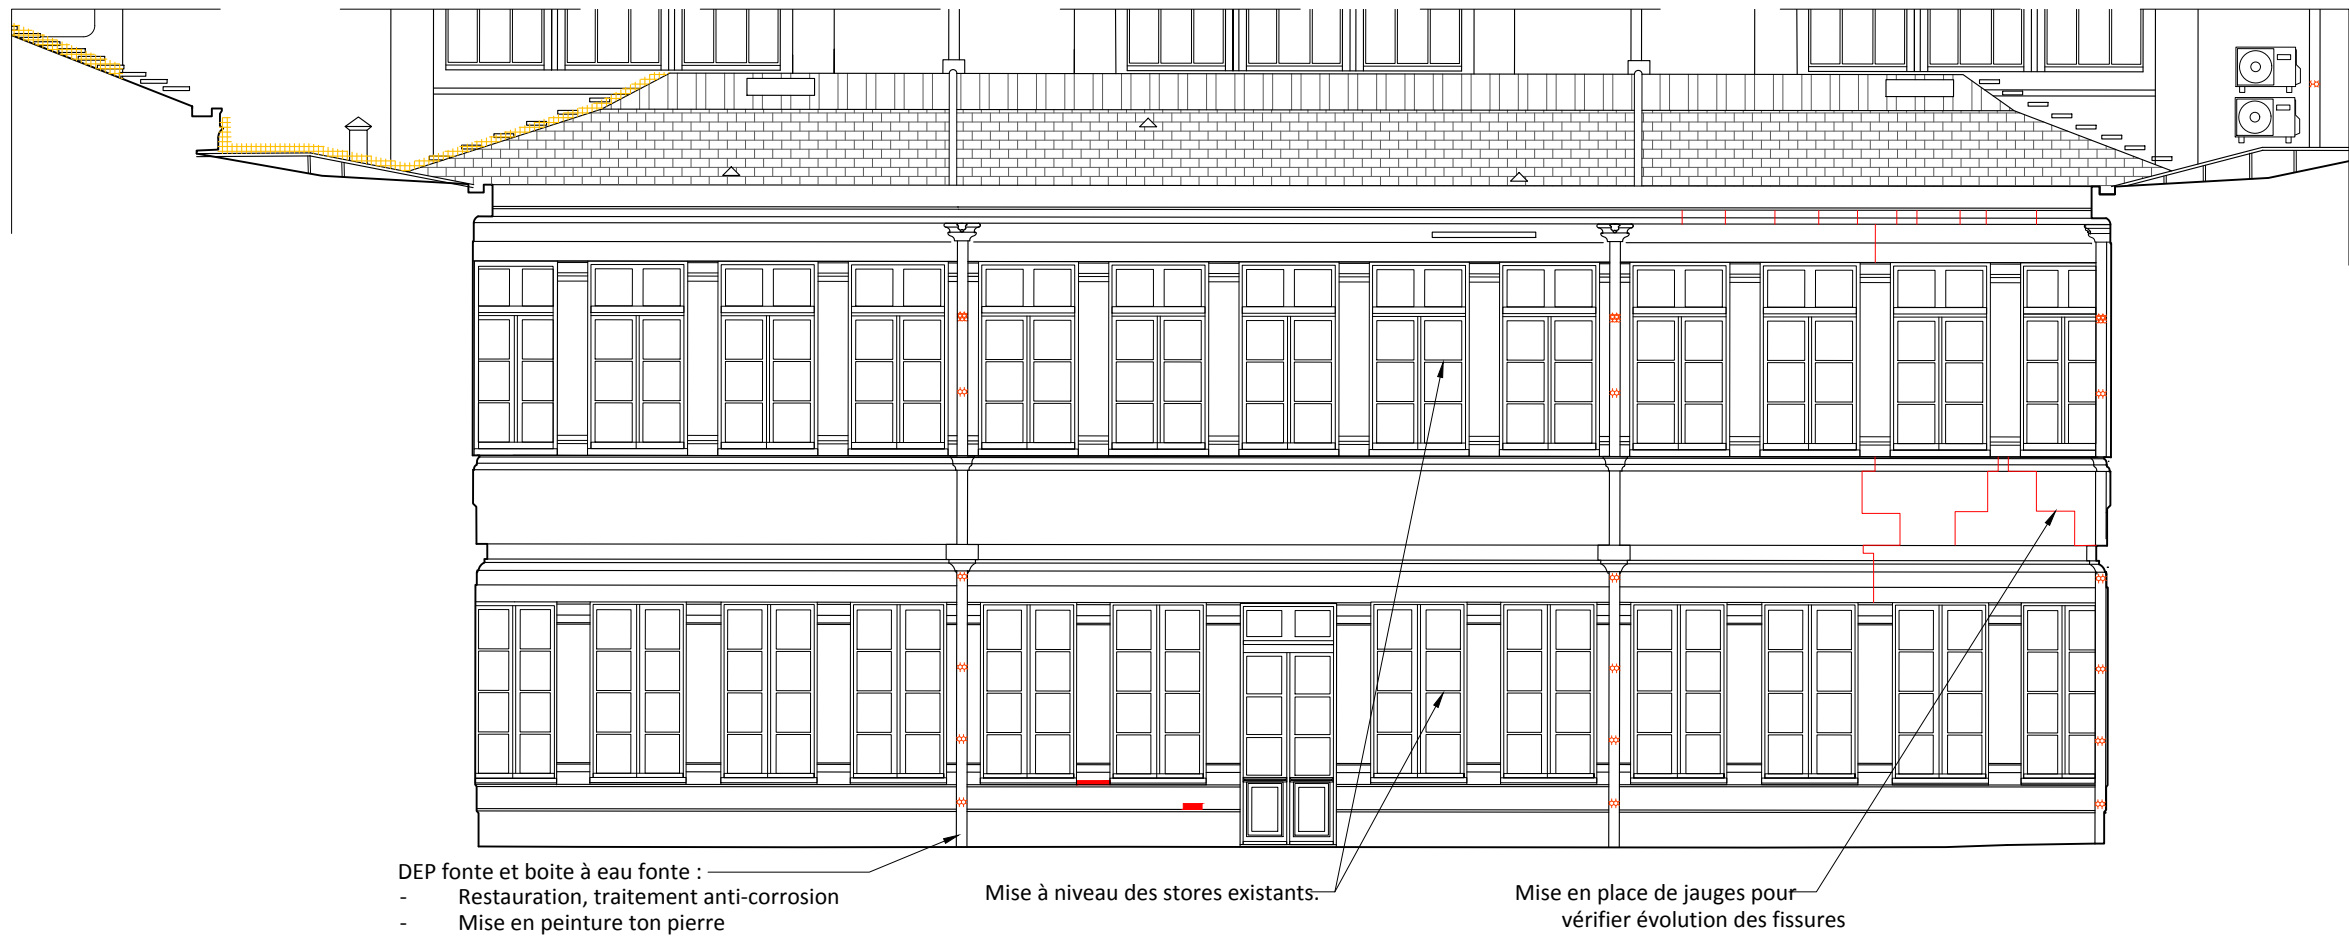 DEP fonte et boite à eau fonte :
- Restauration, traitement anti-corrosion
- Mise en peinture ton pierre
Mise à niveau des stores existants.
Mise en place de jauges pour
vérifier évolution des fissures